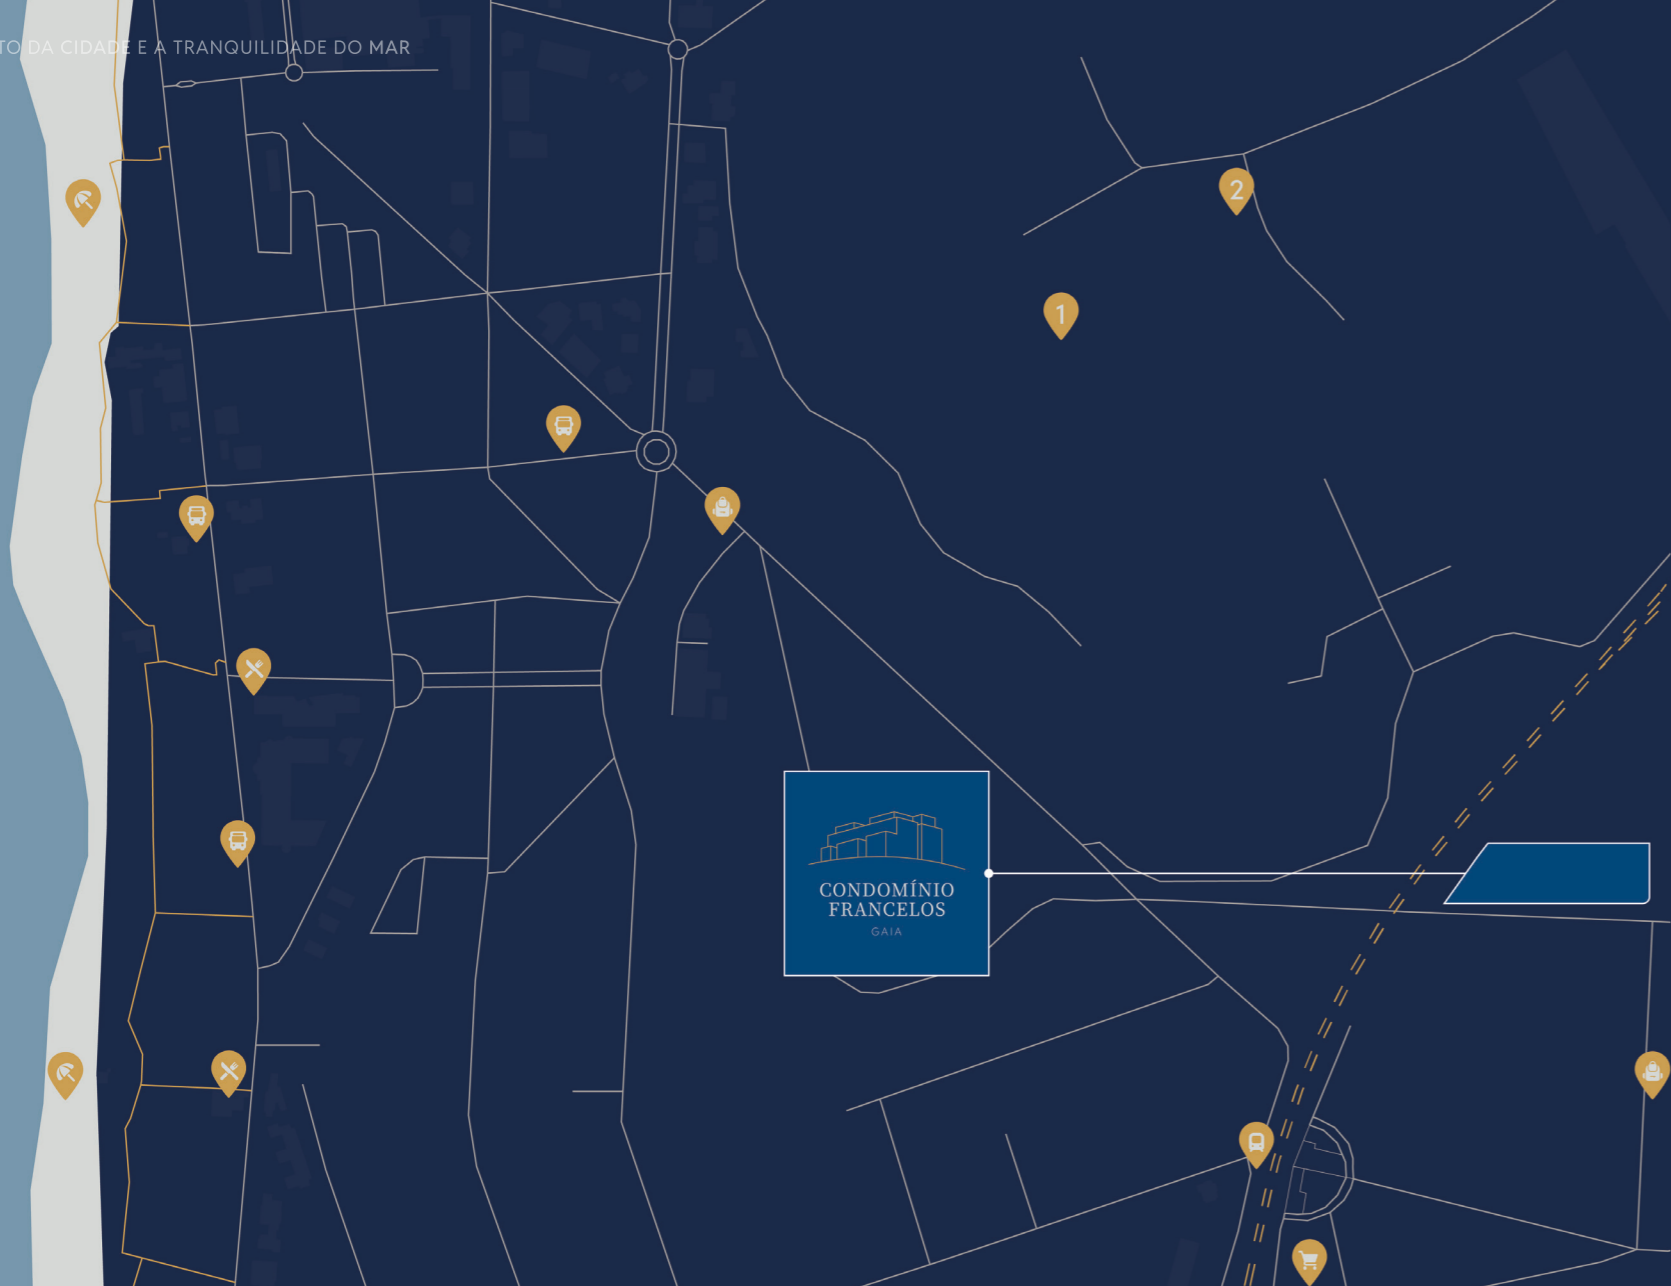 TO DA CIDADE E A TRANQUILIDADE DO MAR
2
1
CONDOMÍNIO
FRANCELOS
GAIA